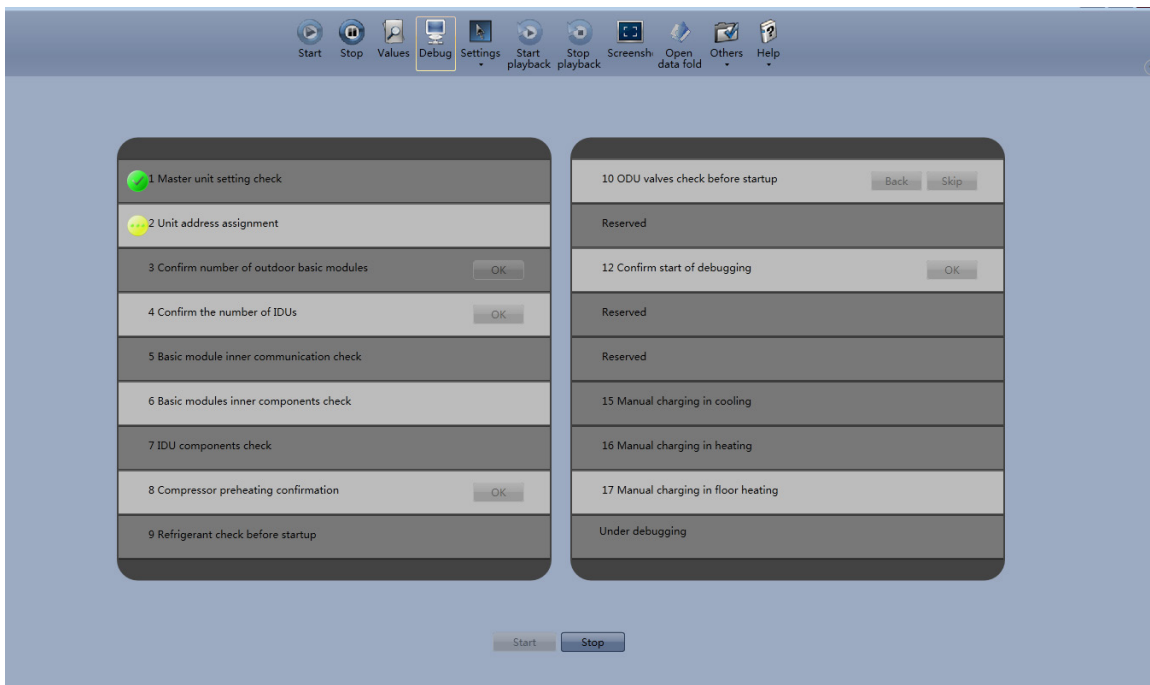 Start
Stop
Values
Debug
Settings
Start
playback
Stop
playback
Screensh
Open
data fold
Others
Help
1 Master unit setting check
2 Unit address assignment
3 Confirm number of outdoor basic modules
OK
4 Confirm the number of IDUs
OK
5 Basic module inner communication check
6 Basic modules inner components check
7 IDU components check
8 Compressor preheating confirmation
OK
9 Refrigerant check before startup
10 ODU valves check before startup
Back
Skip
Reserved
12 Confirm start of debugging
OK
Reserved
Reserved
15 Manual charging in cooling
16 Manual charging in heating
17 Manual charging in floor heating
Under debugging
Start
Stop